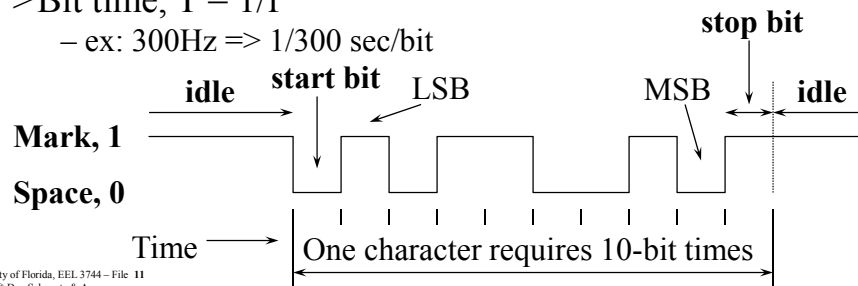 >Bit time, T = 1/f
– ex: 300Hz => 1/300 sec/bit
stop bit
start bit
idle
LSB
MSB
idle
Mark, 1
Space, 0
Time
One character requires 10-bit times
ty of Florida, EEL 3744 – File 11